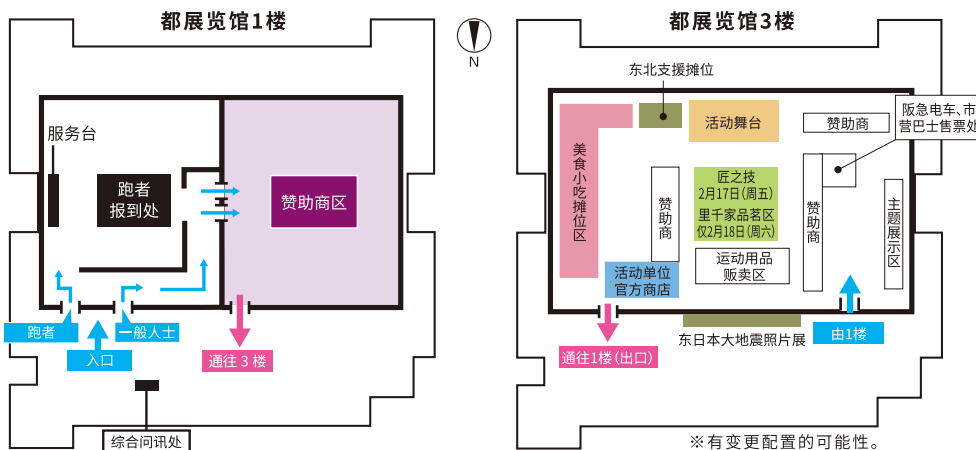 都展览馆1楼
N
服务台
跑者
报到处
赞助商区
跑者
一般人士
入口
通往 3 楼
综合问讯处
都展览馆3楼
东北支援摊位
活动舞台
赞助商
阪急电车、市
营巴士售票处
美食小吃摊位区
赞助商
匠之技
2月17日(周五)
里千家品茗区
仅2月18日(周六)
赞助商
主题展示区
运动用品
贩卖区
活动单位
官方商店
通往1楼(出口)
东日本大地震照片展
由1楼
※有变更配置的可能性。